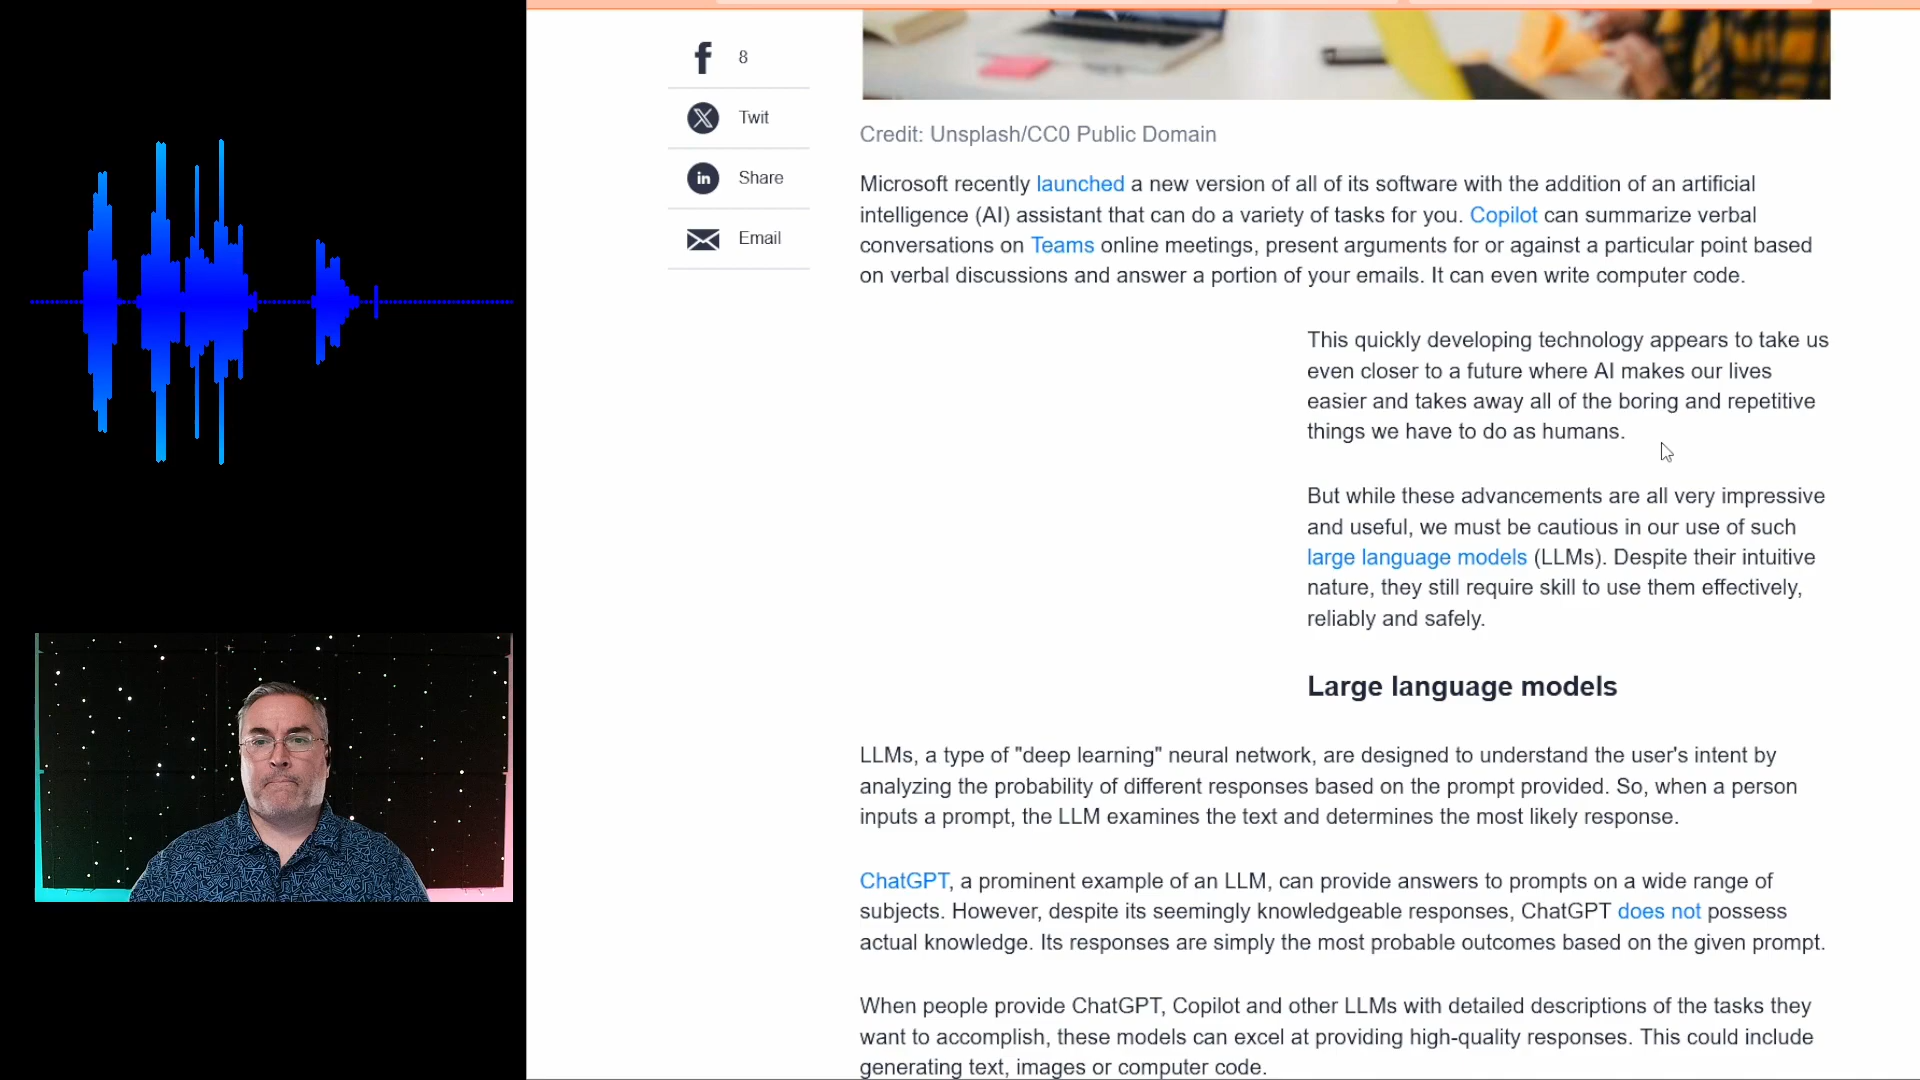 8
Twit
in Share
Email
Credit: Unsplash/CC0 Public Domain
Microsoft recently launched a new version of all of its software with the addition of an artificial
intelligence (AI) assistant that can do a variety of tasks for you. Copilot can summarize verbal
conversations on Teams online meetings, present arguments for or against a particular point based
on verbal discussions and answer a portion of your emails. It can even write computer code.
This quickly developing technology appears to take us
even closer to a future where AI makes our lives
easier and takes away all of the boring and repetitive
things we have to do as humans.
But while these advancements are all very impressive
and useful, we must be cautious in our use of such
large language models (LLMs). Despite their intuitive
nature, they still require skill to use them effectively,
reliably and safely.
Large language models
LLMs, a type of "deep learning" neural network, are designed to understand the user's intent by
analyzing the probability of different responses based on the prompt provided. So, when a person
inputs a prompt, the LLM examines the text and determines the most likely response.
ChatGPT, a prominent example of an LLM, can provide answers to prompts on a wide range of
subjects. However, despite its seemingly knowledgeable responses, ChatGPT does not possess
actual knowledge. Its responses are simply the most probable outcomes based on the given prompt.
When people provide ChatGPT, Copilot and other LLMs with detailed descriptions of the tasks they
want to accomplish, these models can excel at providing high-quality responses. This could include
generating text, images or computer code.